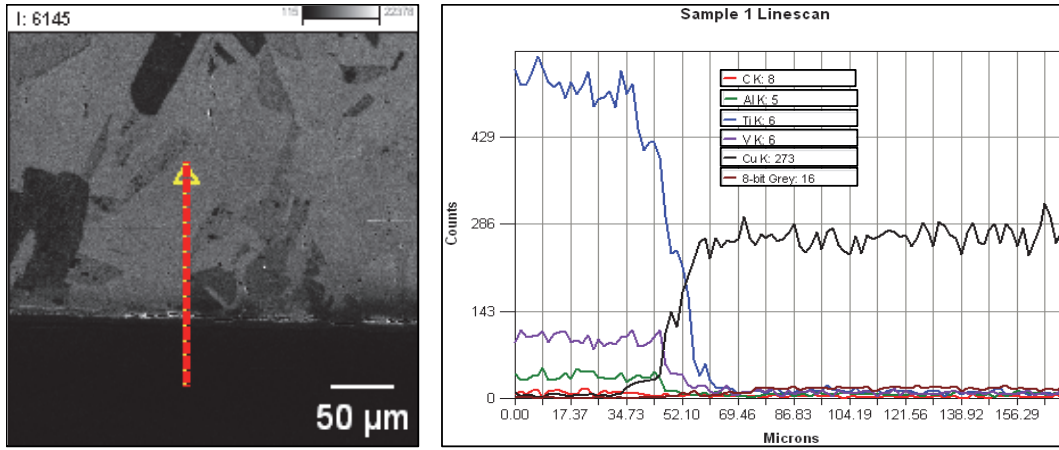 I: 6145
115
22378
50 µm
Sample 1 Linescan
C K: 8
Al K: 5
Ti K: 6
V K: 6
Cu K: 273
8-bit Grey: 16
Counts
429
286
143
0
0.00 17.37 34.73 52.10 69.46 86.83 104.19 121.56 138.92 156.29
Microns